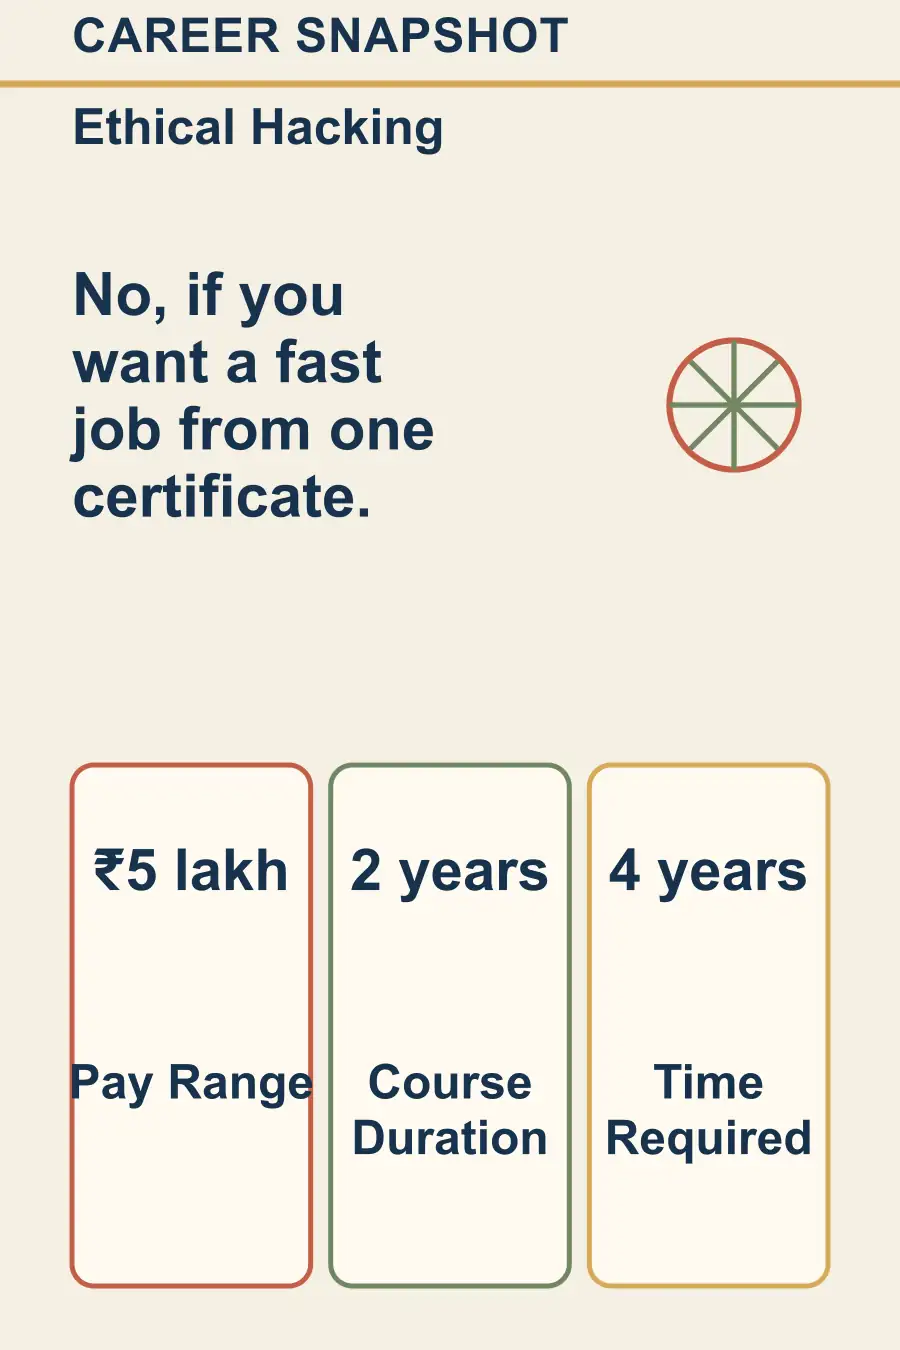 CAREER SNAPSHOT
Ethical Hacking
No, if you
want a fast
job from one
certificate.
₹5 lakh
Pay Range
2 years
Course
Duration
4 years
Time
Required